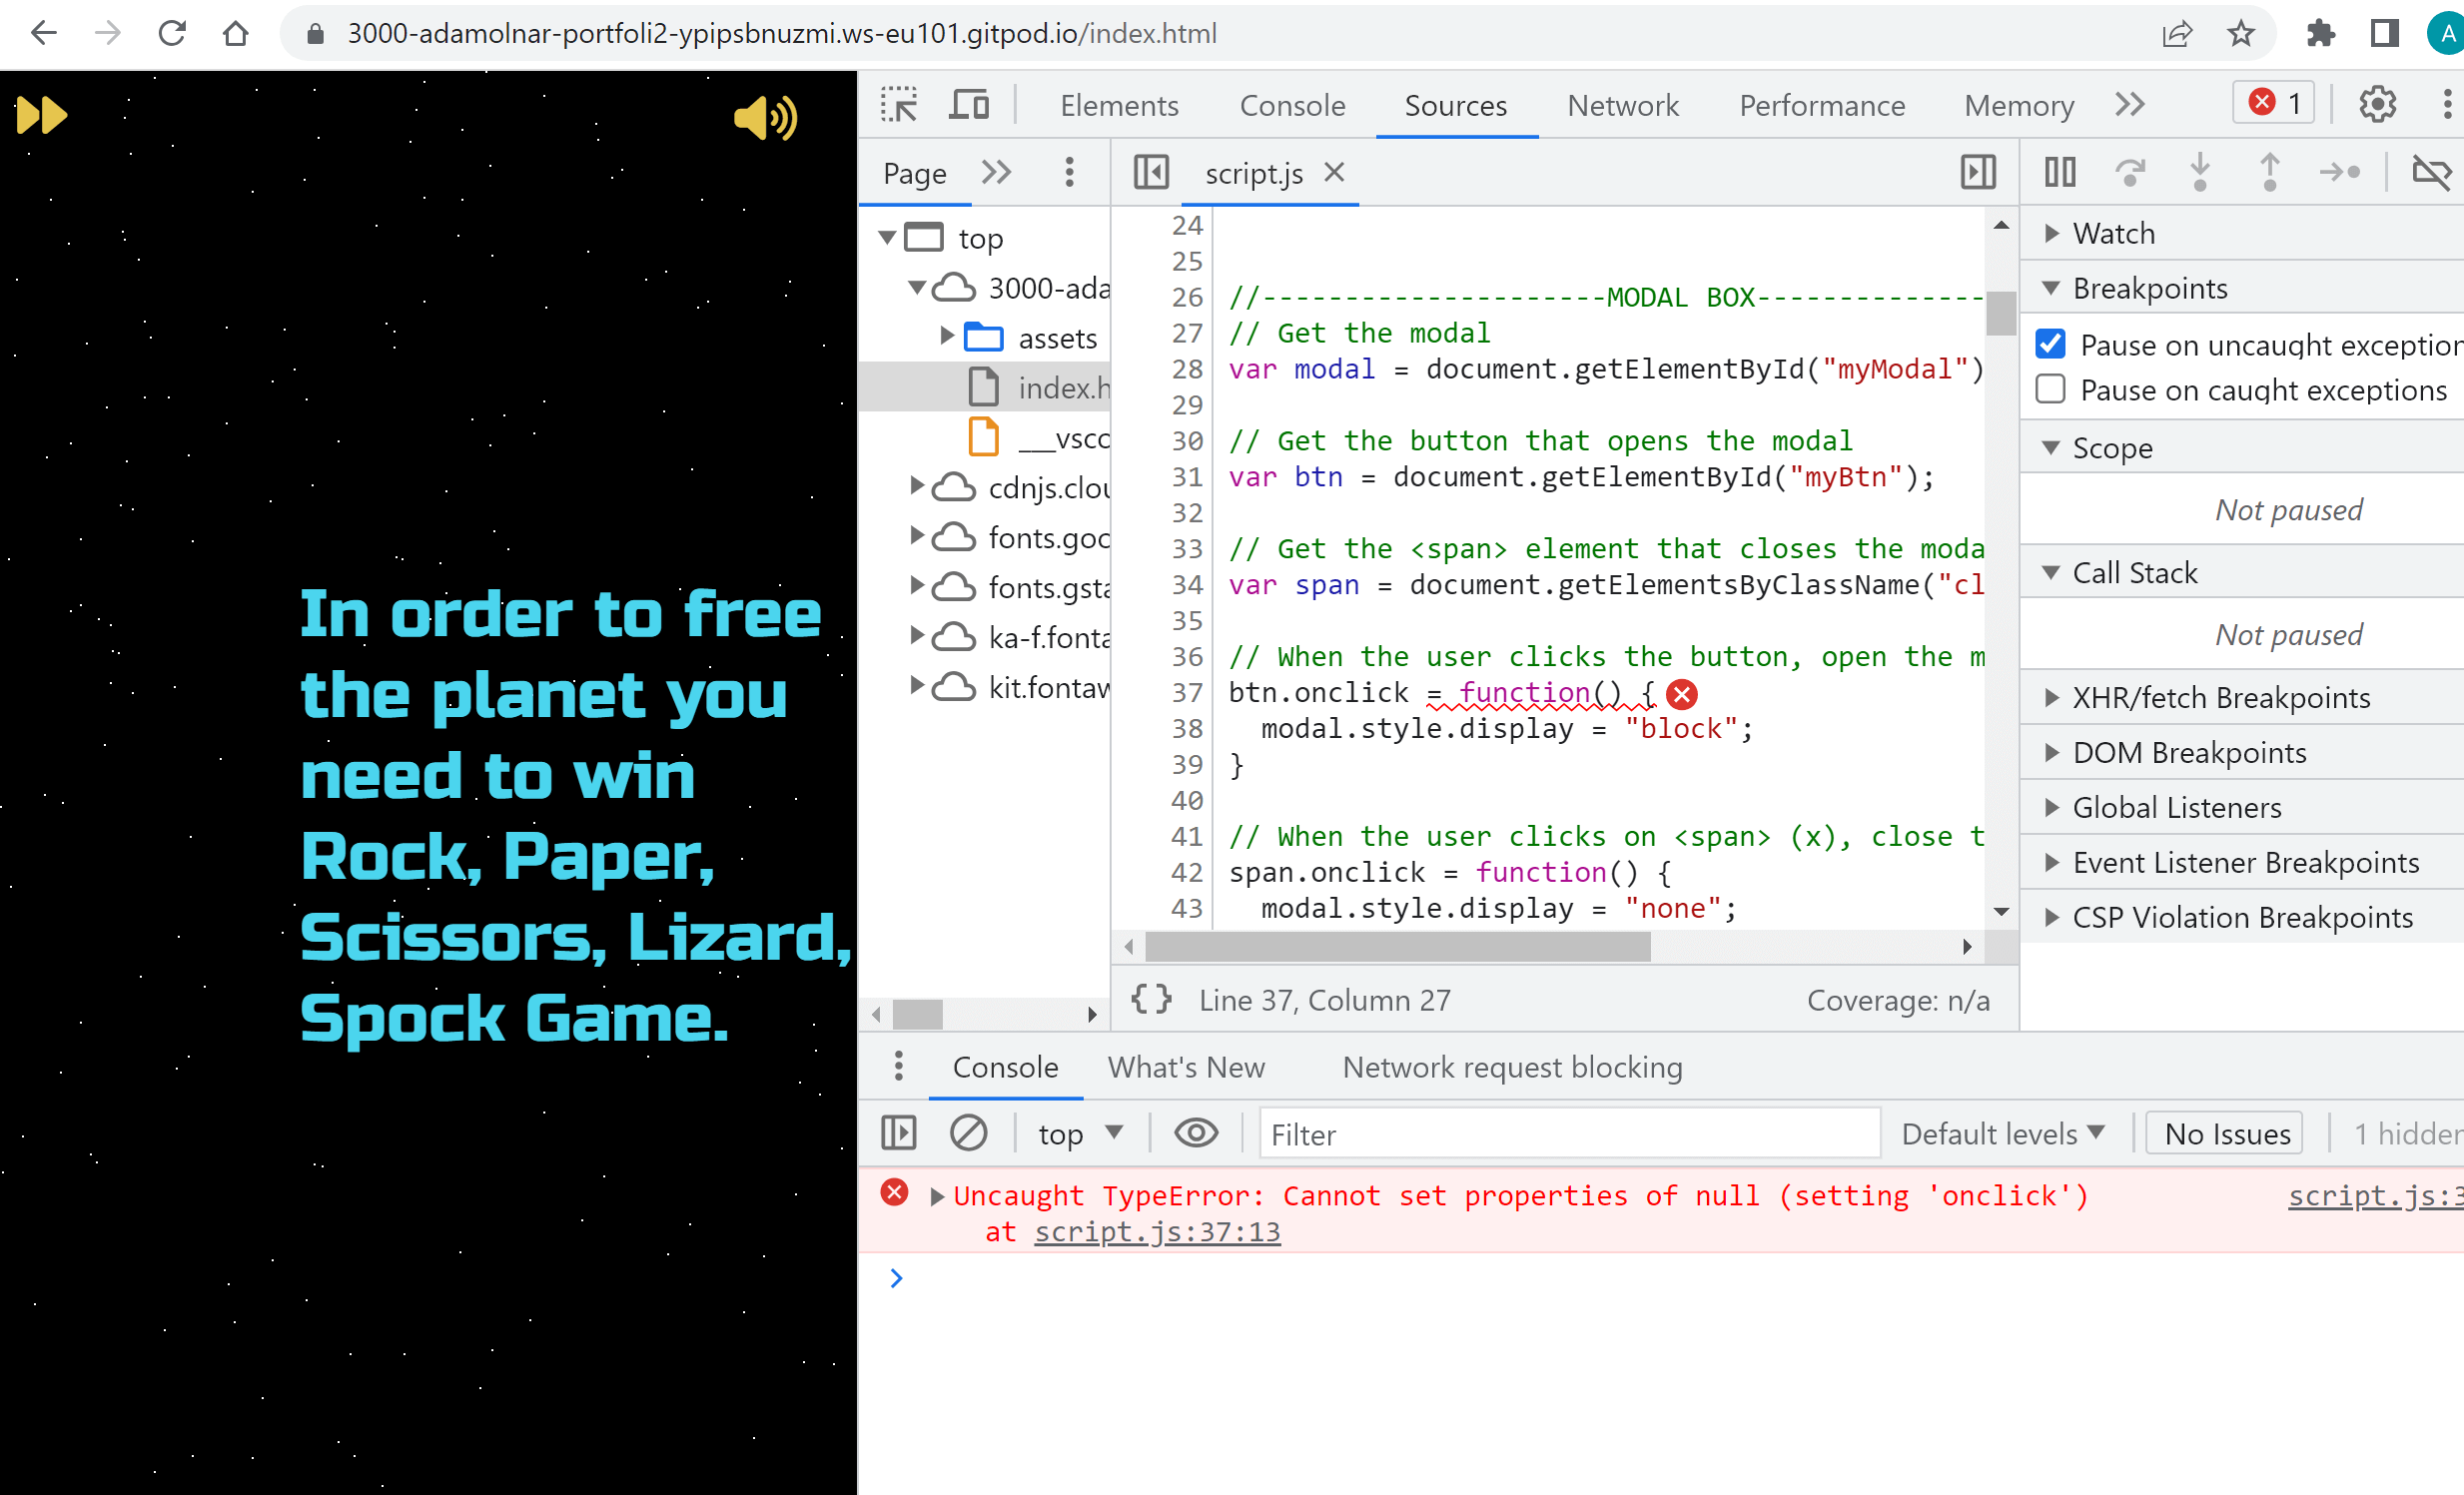 3000-adamolnar-portfoli2-ypipsbnuzmi.ws-eu101.gitpod.io/index.html
A
In order to free
the planet you
need to win
Rock, Paper,
Scissors, Lizard,
Spock Game.
Elements Console Sources Network Performance Memory 1
Page
script.js
top
3000-ada
assets
index.h
___vscc
cdnjs.clou
fonts.goo
fonts.gsta
ka-f.fonta
kit.fontaw
24
25
26 //---------------------MODAL BOX--------------
27 // Get the modal
28 var modal = document.getElementById("myModal")
29
30 // Get the button that opens the modal
31 var btn = document.getElementById("myBtn");
32
33 // Get the <span> element that closes the moda
34 var span = document.getElementsByClassName("cl
35
36 // When the user clicks the button, open the m
37 btn.onclick = function() {
38 modal.style.display = "block";
39 }
40
41 // When the user clicks on <span> (x), close t
42 span.onclick = function() {
43 modal.style.display = "none";
{ } Line 37, Column 27 Coverage: n/a
Watch
Breakpoints
Pause on uncaught exception
Pause on caught exceptions
Scope
Not paused
Call Stack
Not paused
XHR/fetch Breakpoints
DOM Breakpoints
Global Listeners
Event Listener Breakpoints
CSP Violation Breakpoints
Console What's New Network request blocking
top Filter Default levels No Issues 1 hidden
Uncaught TypeError: Cannot set properties of null (setting 'onclick') script.js:3
at script.js:37:13